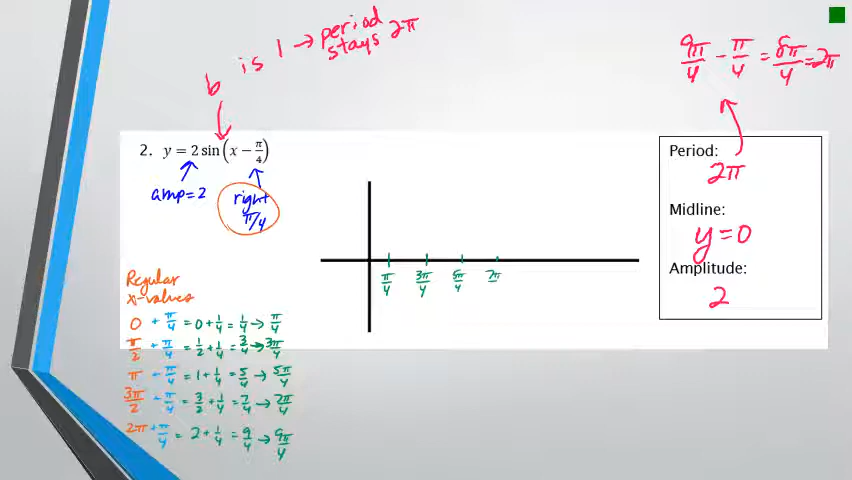 b is 1 → period
stays 2π
9π/4 - π/4 = 8π/4 = 2π
2. y = 2 sin(x − π/4)
amp=2
right
π/4
Period:
2π
Midline:
y=0
Amplitude:
2
π/4 3π/4 5π/4 7π
Regular
x-values
0 + π/4 = 0 + 1/4 = 1/4 → π/4
π/2 + π/4 = 1/2 + 1/4 = 3/4 → 3π/4
π + π/4 = 1 + 1/4 = 5/4 → 5π/4
3π/2 + π/4 = 3/2 + 1/4 = 7/4 → 7π/4
2π + π/4 = 2 + 1/4 = 9/4 → 9π/4